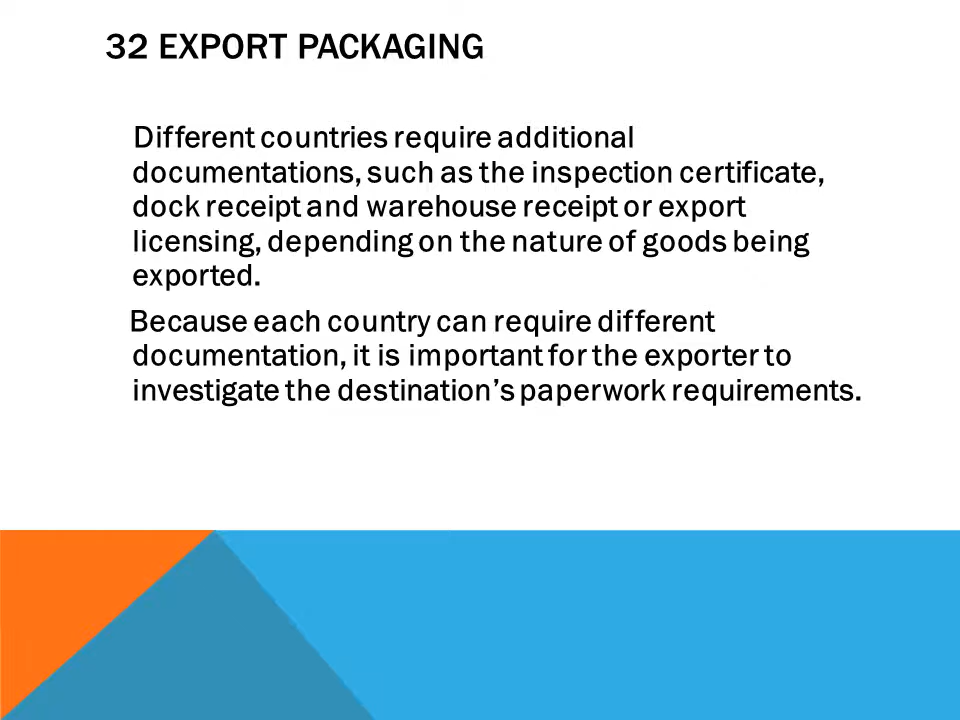 32 EXPORT PACKAGING
Different countries require additional
documentations, such as the inspection certificate,
dock receipt and warehouse receipt or export
licensing, depending on the nature of goods being
exported.
Because each country can require different
documentation, it is important for the exporter to
investigate the destination’s paperwork requirements.